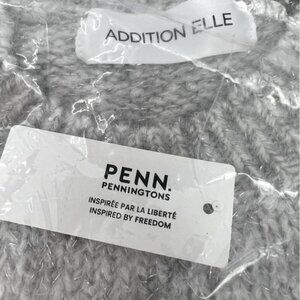 ADDITION ELLE
PENN.
PENNINGTONS
INSPIRÉE PAR LA LIBERTÉ
INSPIRED BY FREEDOM